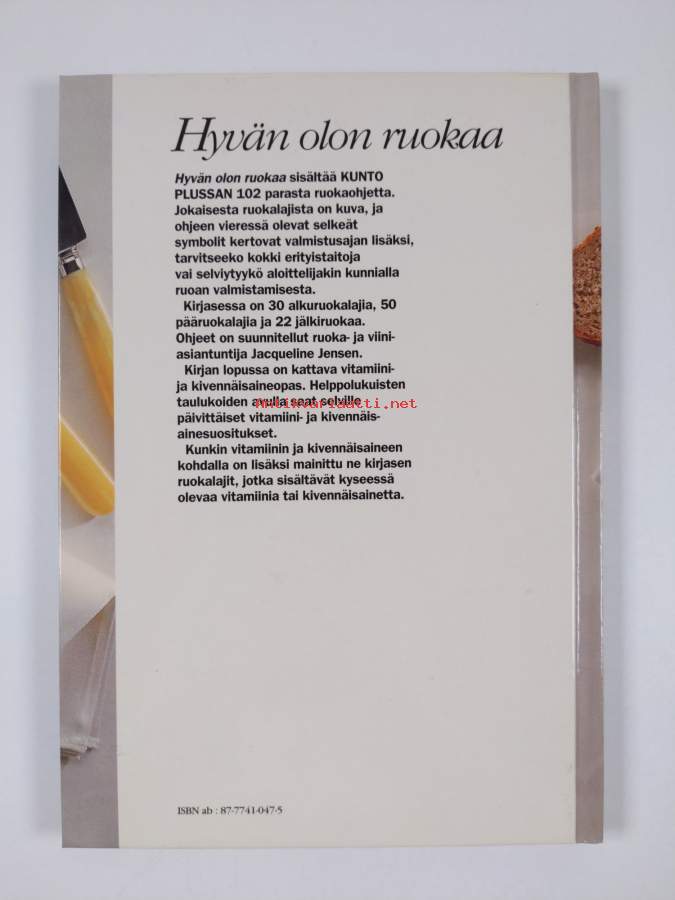 Hyvän olon ruokaa
Hyvän olon ruokaa sisältää KUNTO
PLUSSAN 102 parasta ruokaohjetta.
Jokaisesta ruokalajista on kuva, ja
ohjeen vieressä olevat selkeät
symbolit kertovat valmistusajan lisäksi,
tarvitseeko kokki erityistaitoja
vai selviytyykö aloittelijakin kunnialla
ruoan valmistamisesta.
Kirjasessa on 30 alkuruokalajia, 50
pääruokalajia ja 22 jälkiruokaa.
Ohjeet on suunnitellut ruoka- ja viini-
asiantuntija Jacqueline Jensen.
Kirjan lopussa on kattava vitamiini-
ja kivennäisaineopas. Helppolukuisten
taulukoiden avulla saat selville
antikvariaatti.net
päivittäiset vitamiini- ja kivennäis-
ainesuositukset.
Kunkin vitamiinin ja kivennäisaineen
kohdalla on lisäksi mainittu ne kirjasen
ruokalajit, jotka sisältävät kyseessä
olevaa vitamiinia tai kivennäisainetta.
ISBN ab : 87-7741-047-5